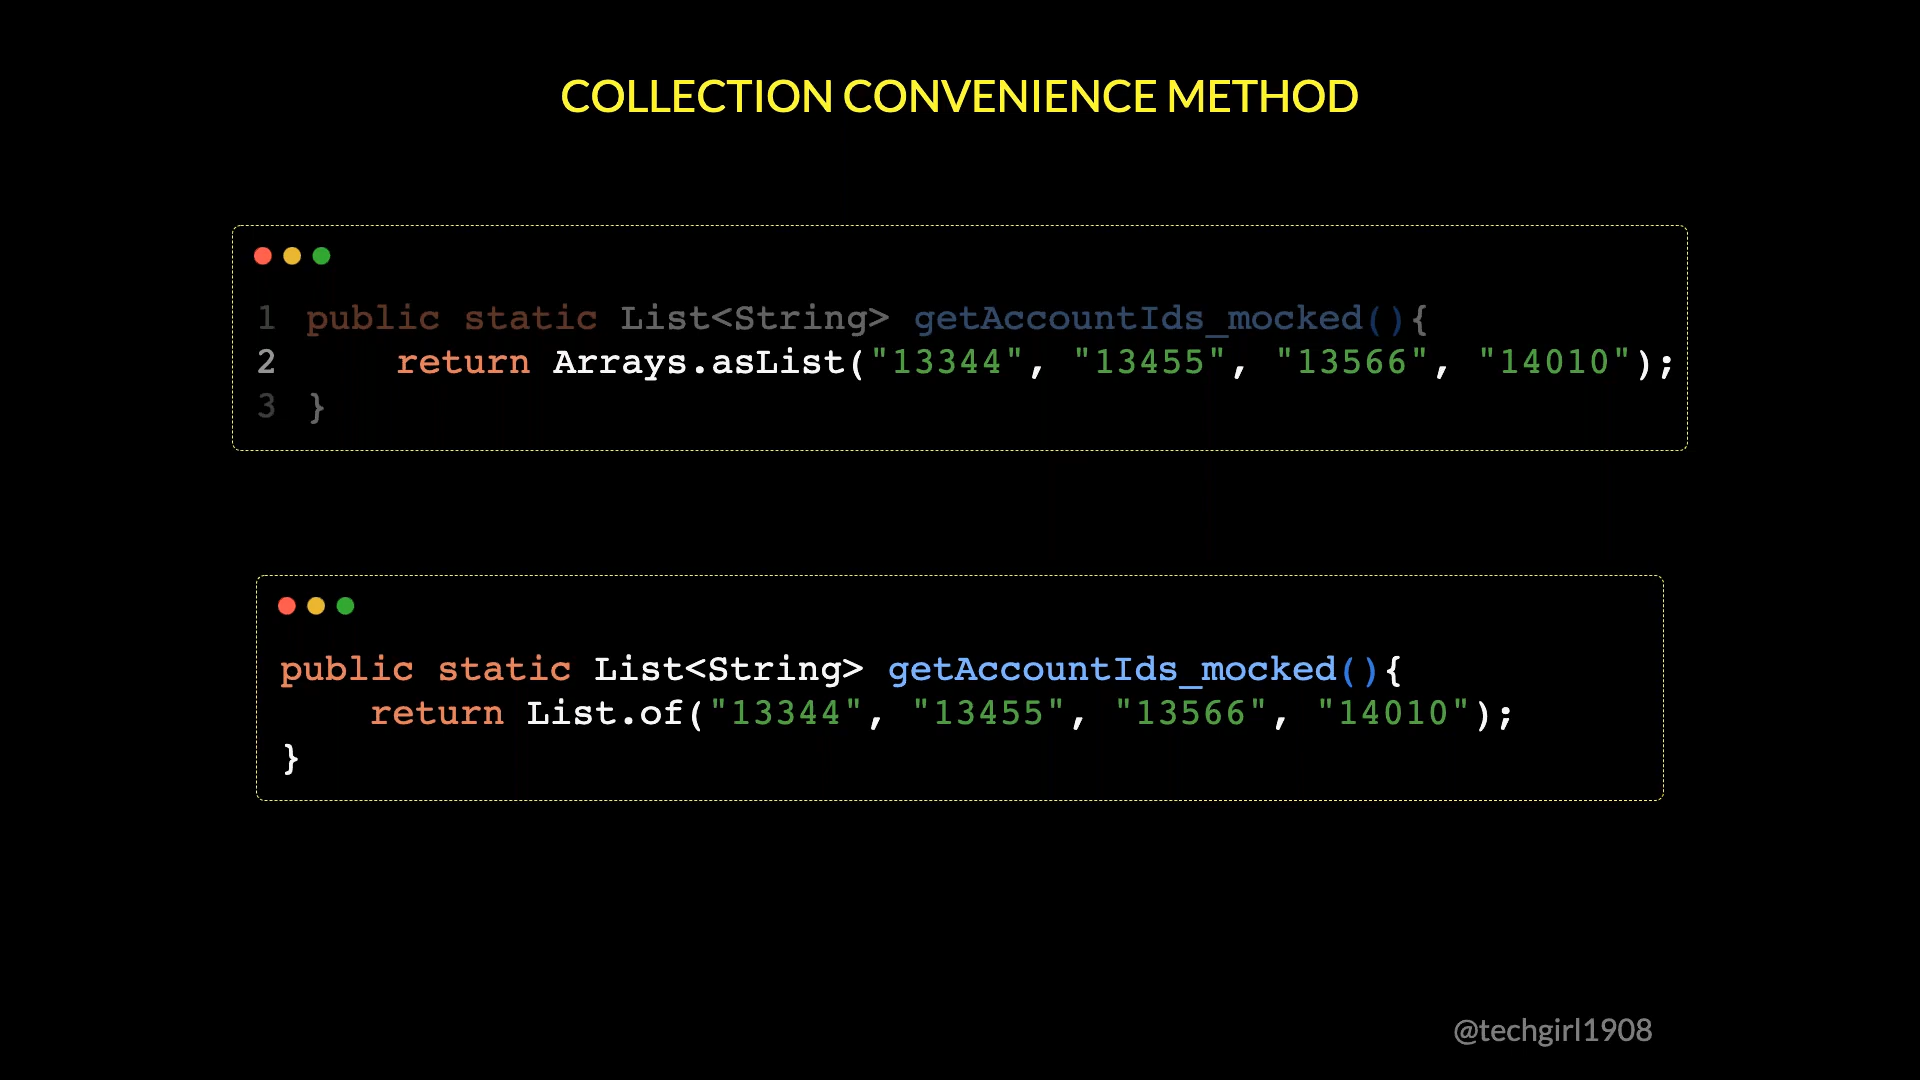 COLLECTION CONVENIENCE METHOD
1 public static List<String> getAccountIds_mocked(){
2     return Arrays.asList("13344", "13455", "13566", "14010");
3 }
public static List<String> getAccountIds_mocked(){
    return List.of("13344", "13455", "13566", "14010");
}
@techgirl1908